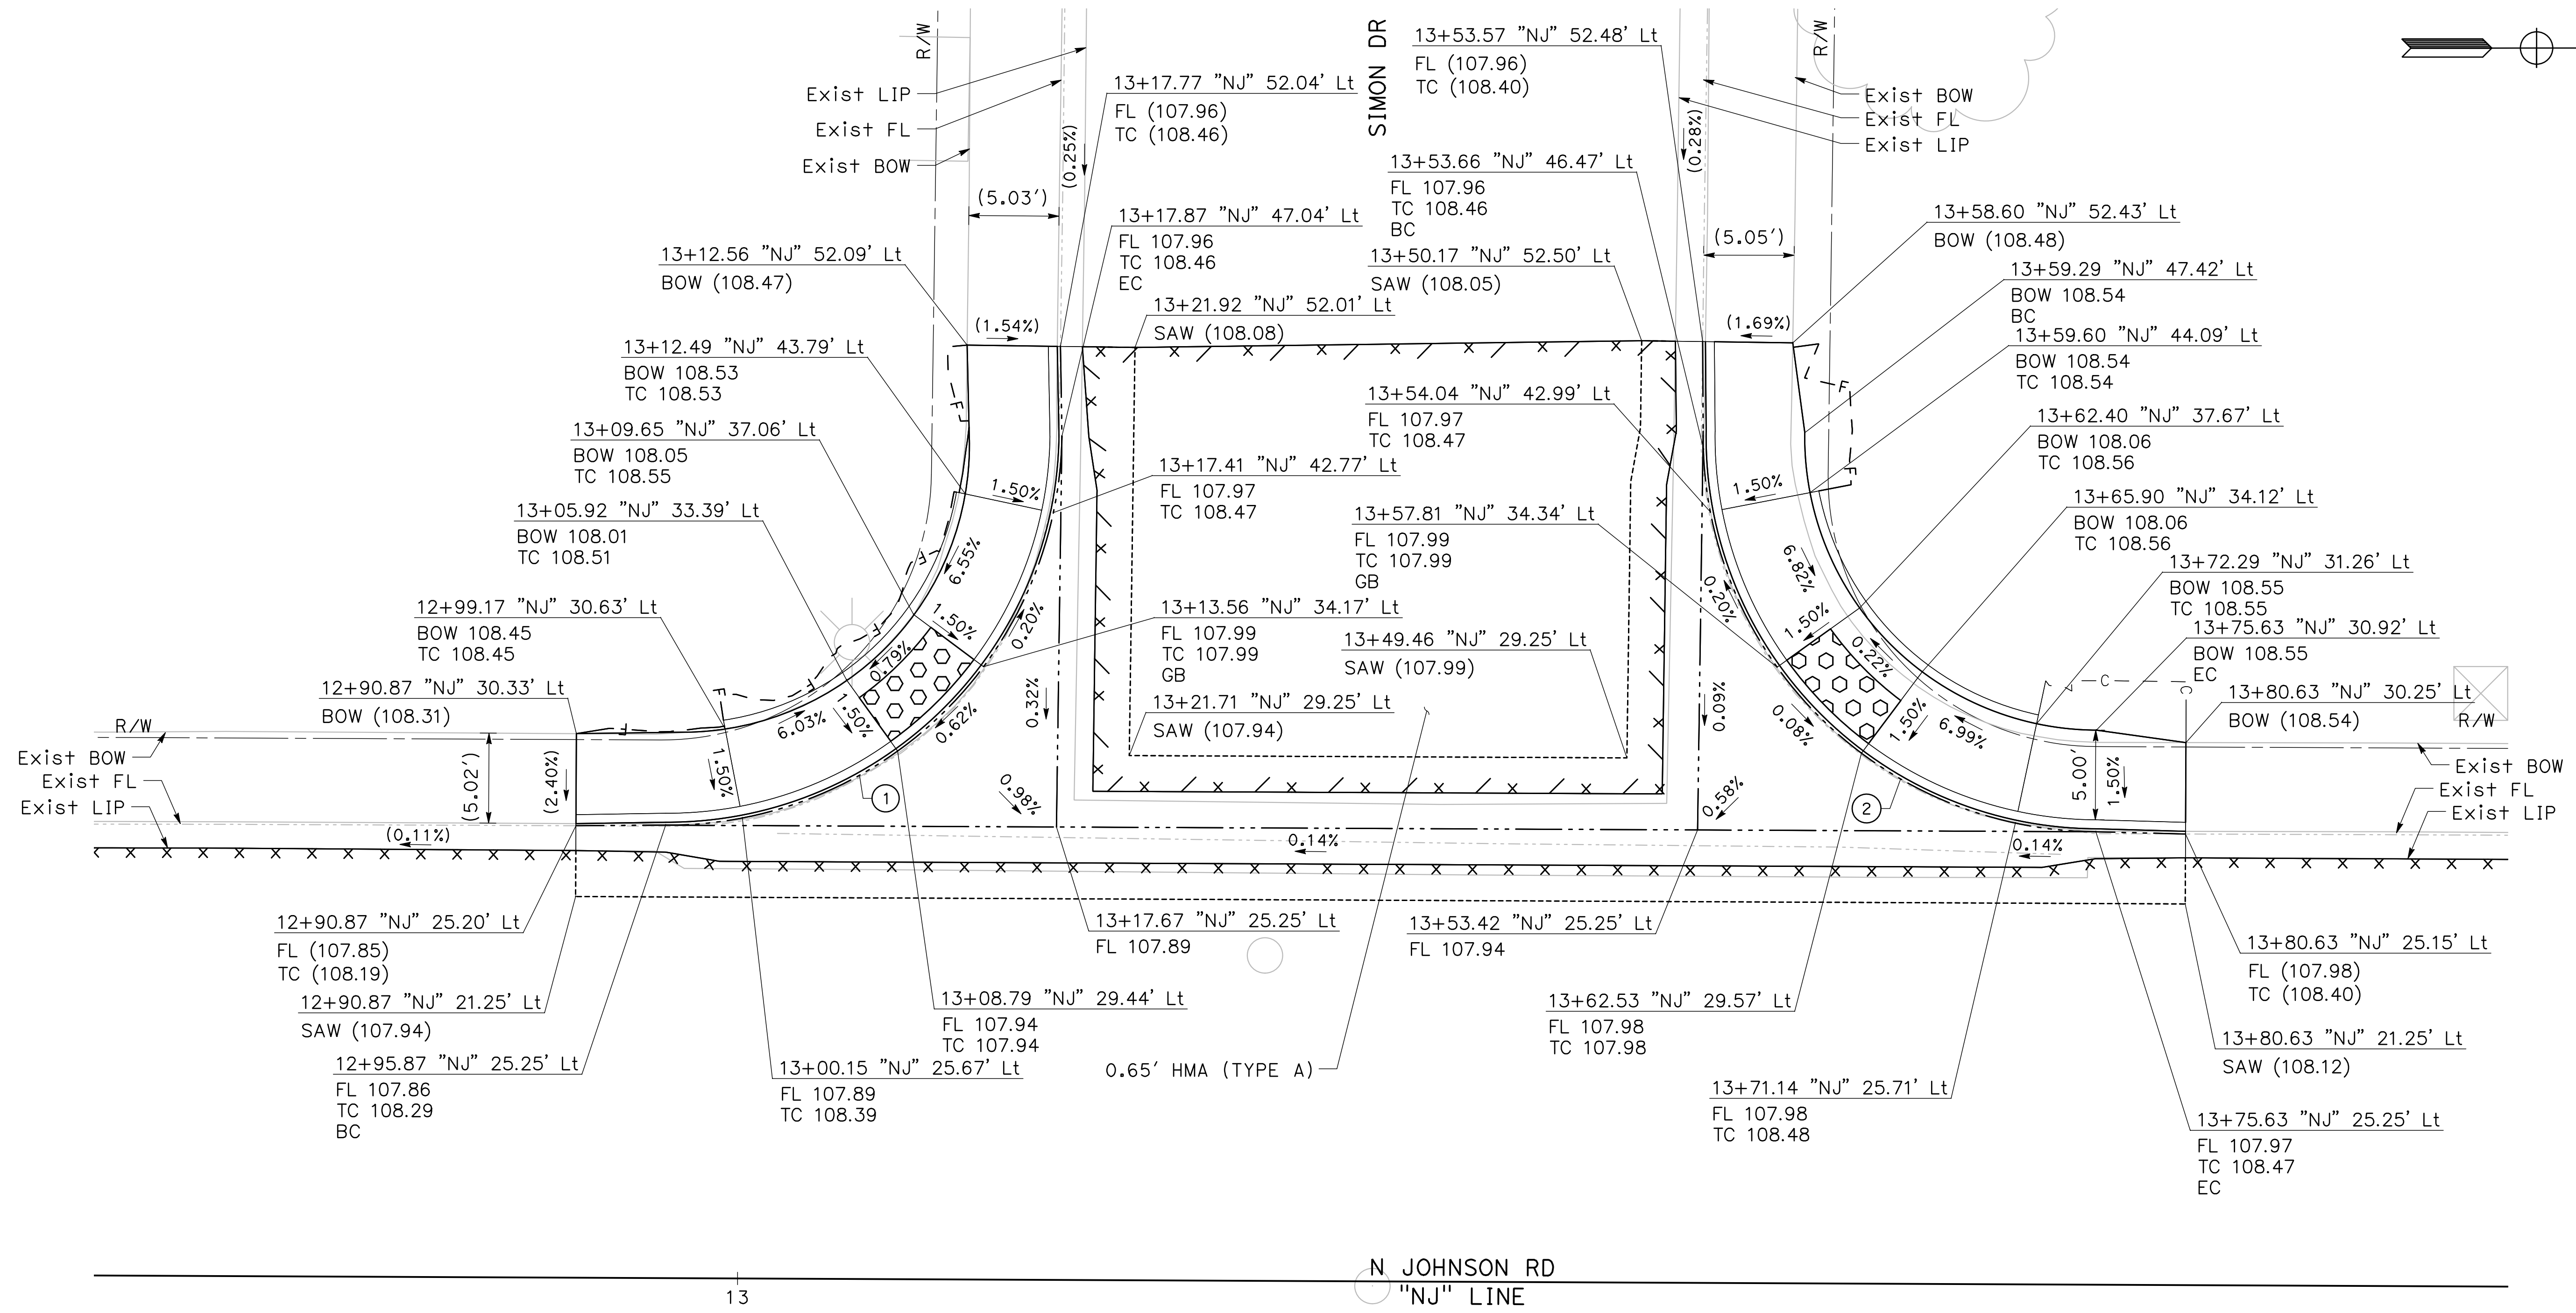 SIMON DR
R/W
Exist LIP
Exist FL
Exist BOW
(0.25%)
(5.03')
13+17.77 "NJ" 52.04' Lt
FL (107.96)
TC (108.46)
13+17.87 "NJ" 47.04' Lt
FL 107.96
TC 108.46
EC
13+21.92 "NJ" 52.01' Lt
SAW (108.08)
13+53.57 "NJ" 52.48' Lt
FL (107.96)
TC (108.40)
13+53.66 "NJ" 46.47' Lt
FL 107.96
TC 108.46
BC
13+50.17 "NJ" 52.50' Lt
SAW (108.05)
(0.28%)
R/W
Exist BOW
Exist FL
Exist LIP
(5.05')
13+58.60 "NJ" 52.43' Lt
BOW (108.48)
13+59.29 "NJ" 47.42' Lt
BOW 108.54
BC
13+59.60 "NJ" 44.09' Lt
BOW 108.54
TC 108.54
13+62.40 "NJ" 37.67' Lt
BOW 108.06
TC 108.56
13+65.90 "NJ" 34.12' Lt
BOW 108.06
TC 108.56
13+72.29 "NJ" 31.26' Lt
BOW 108.55
TC 108.55
13+75.63 "NJ" 30.92' Lt
BOW 108.55
EC
13+80.63 "NJ" 30.25' Lt
BOW (108.54)
R/W
Exist BOW
Exist FL
Exist LIP
13+12.56 "NJ" 52.09' Lt
BOW (108.47)
(1.54%)
(1.69%)
13+12.49 "NJ" 43.79' Lt
BOW 108.53
TC 108.53
13+09.65 "NJ" 37.06' Lt
BOW 108.05
TC 108.55
13+05.92 "NJ" 33.39' Lt
BOW 108.01
TC 108.51
12+99.17 "NJ" 30.63' Lt
BOW 108.45
TC 108.45
12+90.87 "NJ" 30.33' Lt
BOW (108.31)
R/W
Exist BOW
Exist FL
Exist LIP
F
F
F
F
F
F
F
F
C
C
1.50%
6.55%
1.50%
0.79%
1.50%
6.03%
0.62%
0.20%
1.50%
(2.40%)
(5.02')
1
0.32%
0.98%
(0.11%)
0.14%
0.14%
13+17.41 "NJ" 42.77' Lt
FL 107.97
TC 108.47
13+13.56 "NJ" 34.17' Lt
FL 107.99
TC 107.99
GB
13+21.71 "NJ" 29.25' Lt
SAW (107.94)
13+54.04 "NJ" 42.99' Lt
FL 107.97
TC 108.47
13+57.81 "NJ" 34.34' Lt
FL 107.99
TC 107.99
GB
13+49.46 "NJ" 29.25' Lt
SAW (107.99)
1.50%
6.82%
1.50%
0.20%
0.22%
1.50%
0.09%
0.08%
0.58%
6.99%
5.00'
1.50%
2
12+90.87 "NJ" 25.20' Lt
FL (107.85)
TC (108.19)
12+90.87 "NJ" 21.25' Lt
SAW (107.94)
12+95.87 "NJ" 25.25' Lt
FL 107.86
TC 108.29
BC
13+00.15 "NJ" 25.67' Lt
FL 107.89
TC 108.39
13+08.79 "NJ" 29.44' Lt
FL 107.94
TC 107.94
13+17.67 "NJ" 25.25' Lt
FL 107.89
0.65' HMA (TYPE A)
13+53.42 "NJ" 25.25' Lt
FL 107.94
13+62.53 "NJ" 29.57' Lt
FL 107.98
TC 107.98
13+71.14 "NJ" 25.71' Lt
FL 107.98
TC 108.48
13+80.63 "NJ" 25.15' Lt
FL (107.98)
TC (108.40)
13+80.63 "NJ" 21.25' Lt
SAW (108.12)
13+75.63 "NJ" 25.25' Lt
FL 107.97
TC 108.47
EC
13
N JOHNSON RD
"NJ" LINE